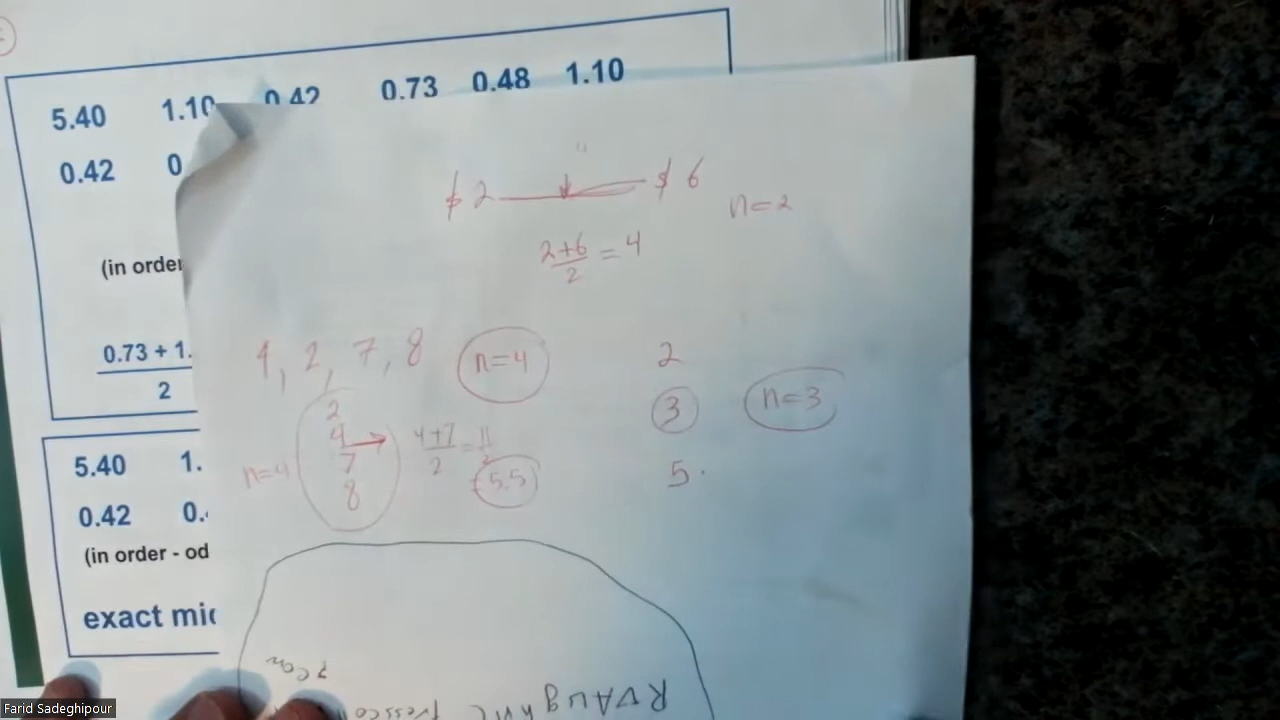 5.40 1.10 0.42 0.73 0.48 1.10
0.42 0
$ 2 $ 6
n=2
2+6
2
= 4
(in order
0.73 + 1.
2
4, 2, 7, 8 n=4
2
3 n=3
5.
2
4
7
8
n=4
4+7
2
= 11
2
= 5.5
5.40 1.
0.42 0.
(in order - od
exact mi
Farid Sadeghipour